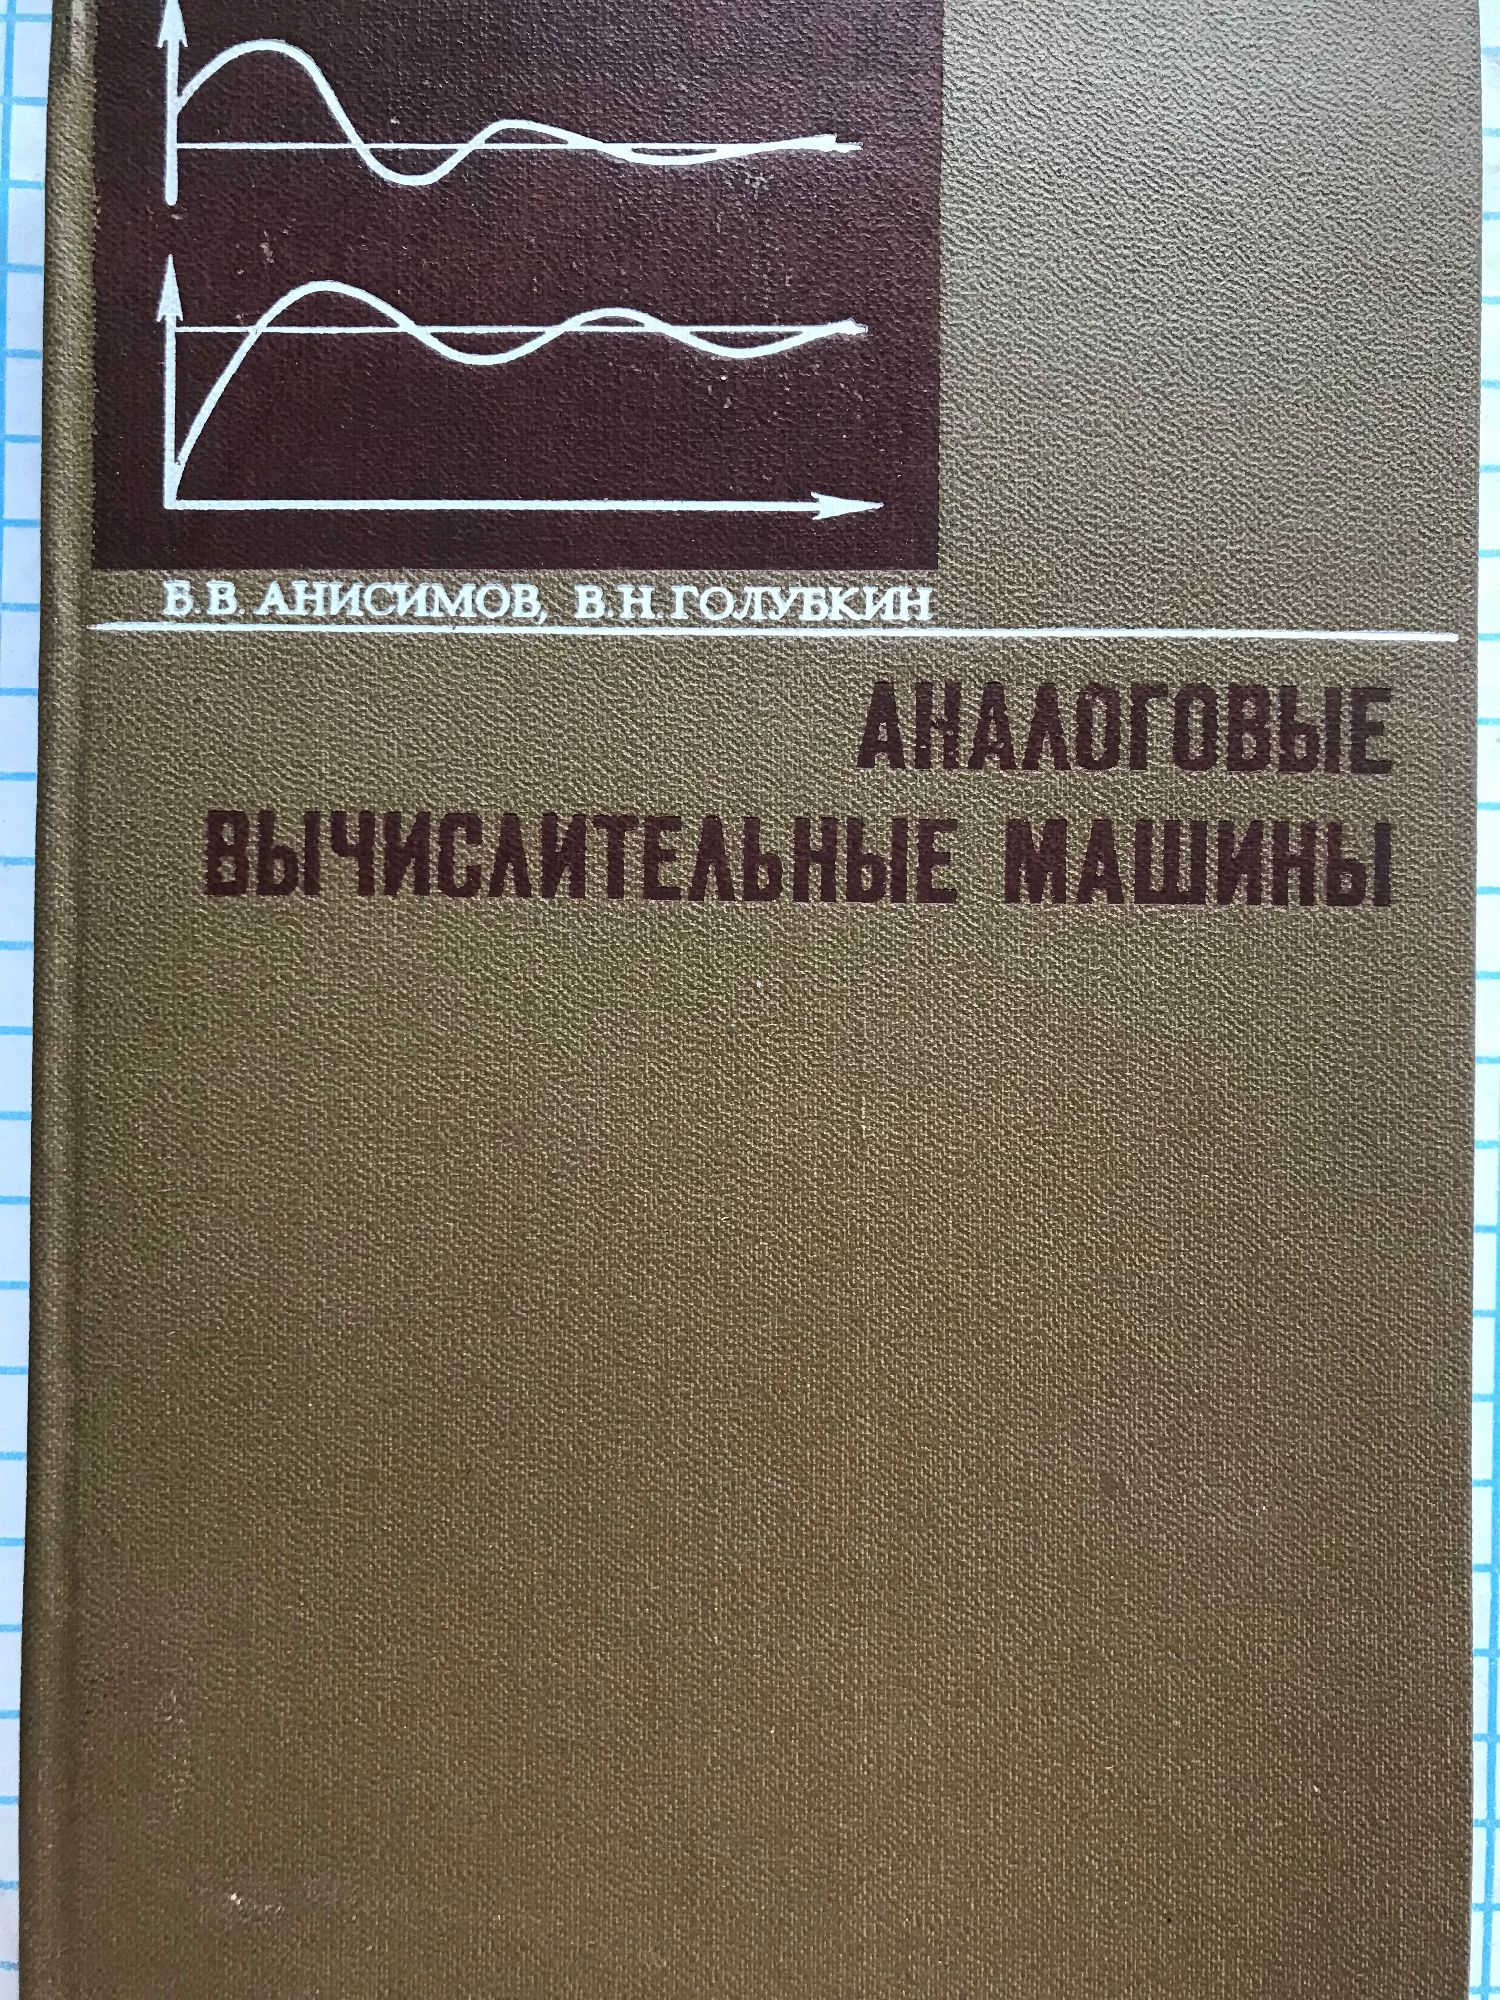 Б.В. АНИСИМОВ, В.Н. ГОЛУБКИН
АНАЛОГОВЫЕ
ВЫЧИСЛИТЕЛЬНЫЕ МАШИНЫ